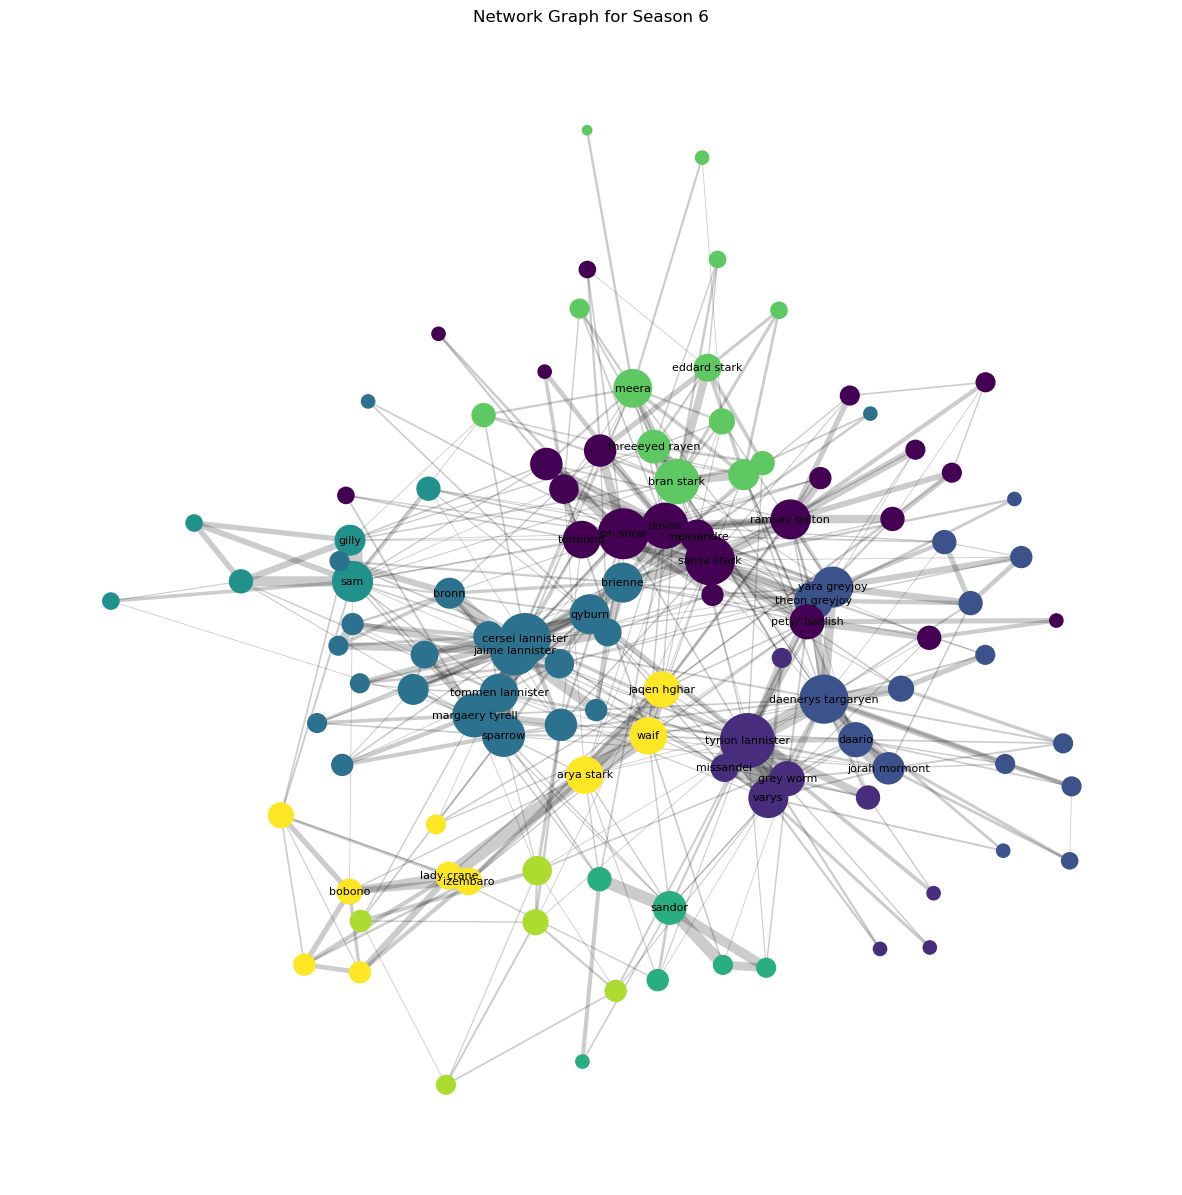 Network Graph for Season 6
eddard stark
meera
threeeyed raven
bran stark
ramsay bolton
davos
jon snow
melisandre
tormund
gilly
sansa stark
sam
brienne
yara greyjoy
bronn
theon greyjoy
qyburn
petyr baelish
cersei lannister
jaime lannister
jaqen hghar
tommen lannister
daenerys targaryen
margaery tyrell
sparrow
waif
tyrion lannister
daario
missandei
jorah mormont
arya stark
grey worm
varys
lady crane
izembaro
bobono
sandor